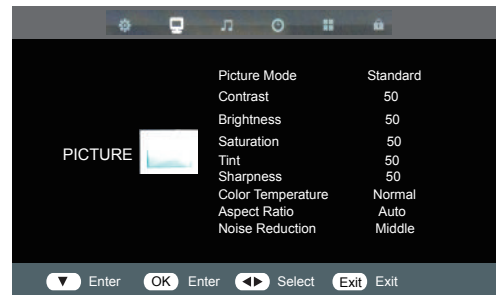 Picture Mode Standard
Contrast 50
Brightness 50
Saturation 50
PICTURE
Tint 50
Sharpness 50
Color Temperature Normal
Aspect Ratio Auto
Noise Reduction Middle
▼ Enter OK Enter ◀▶ Select Exit Exit